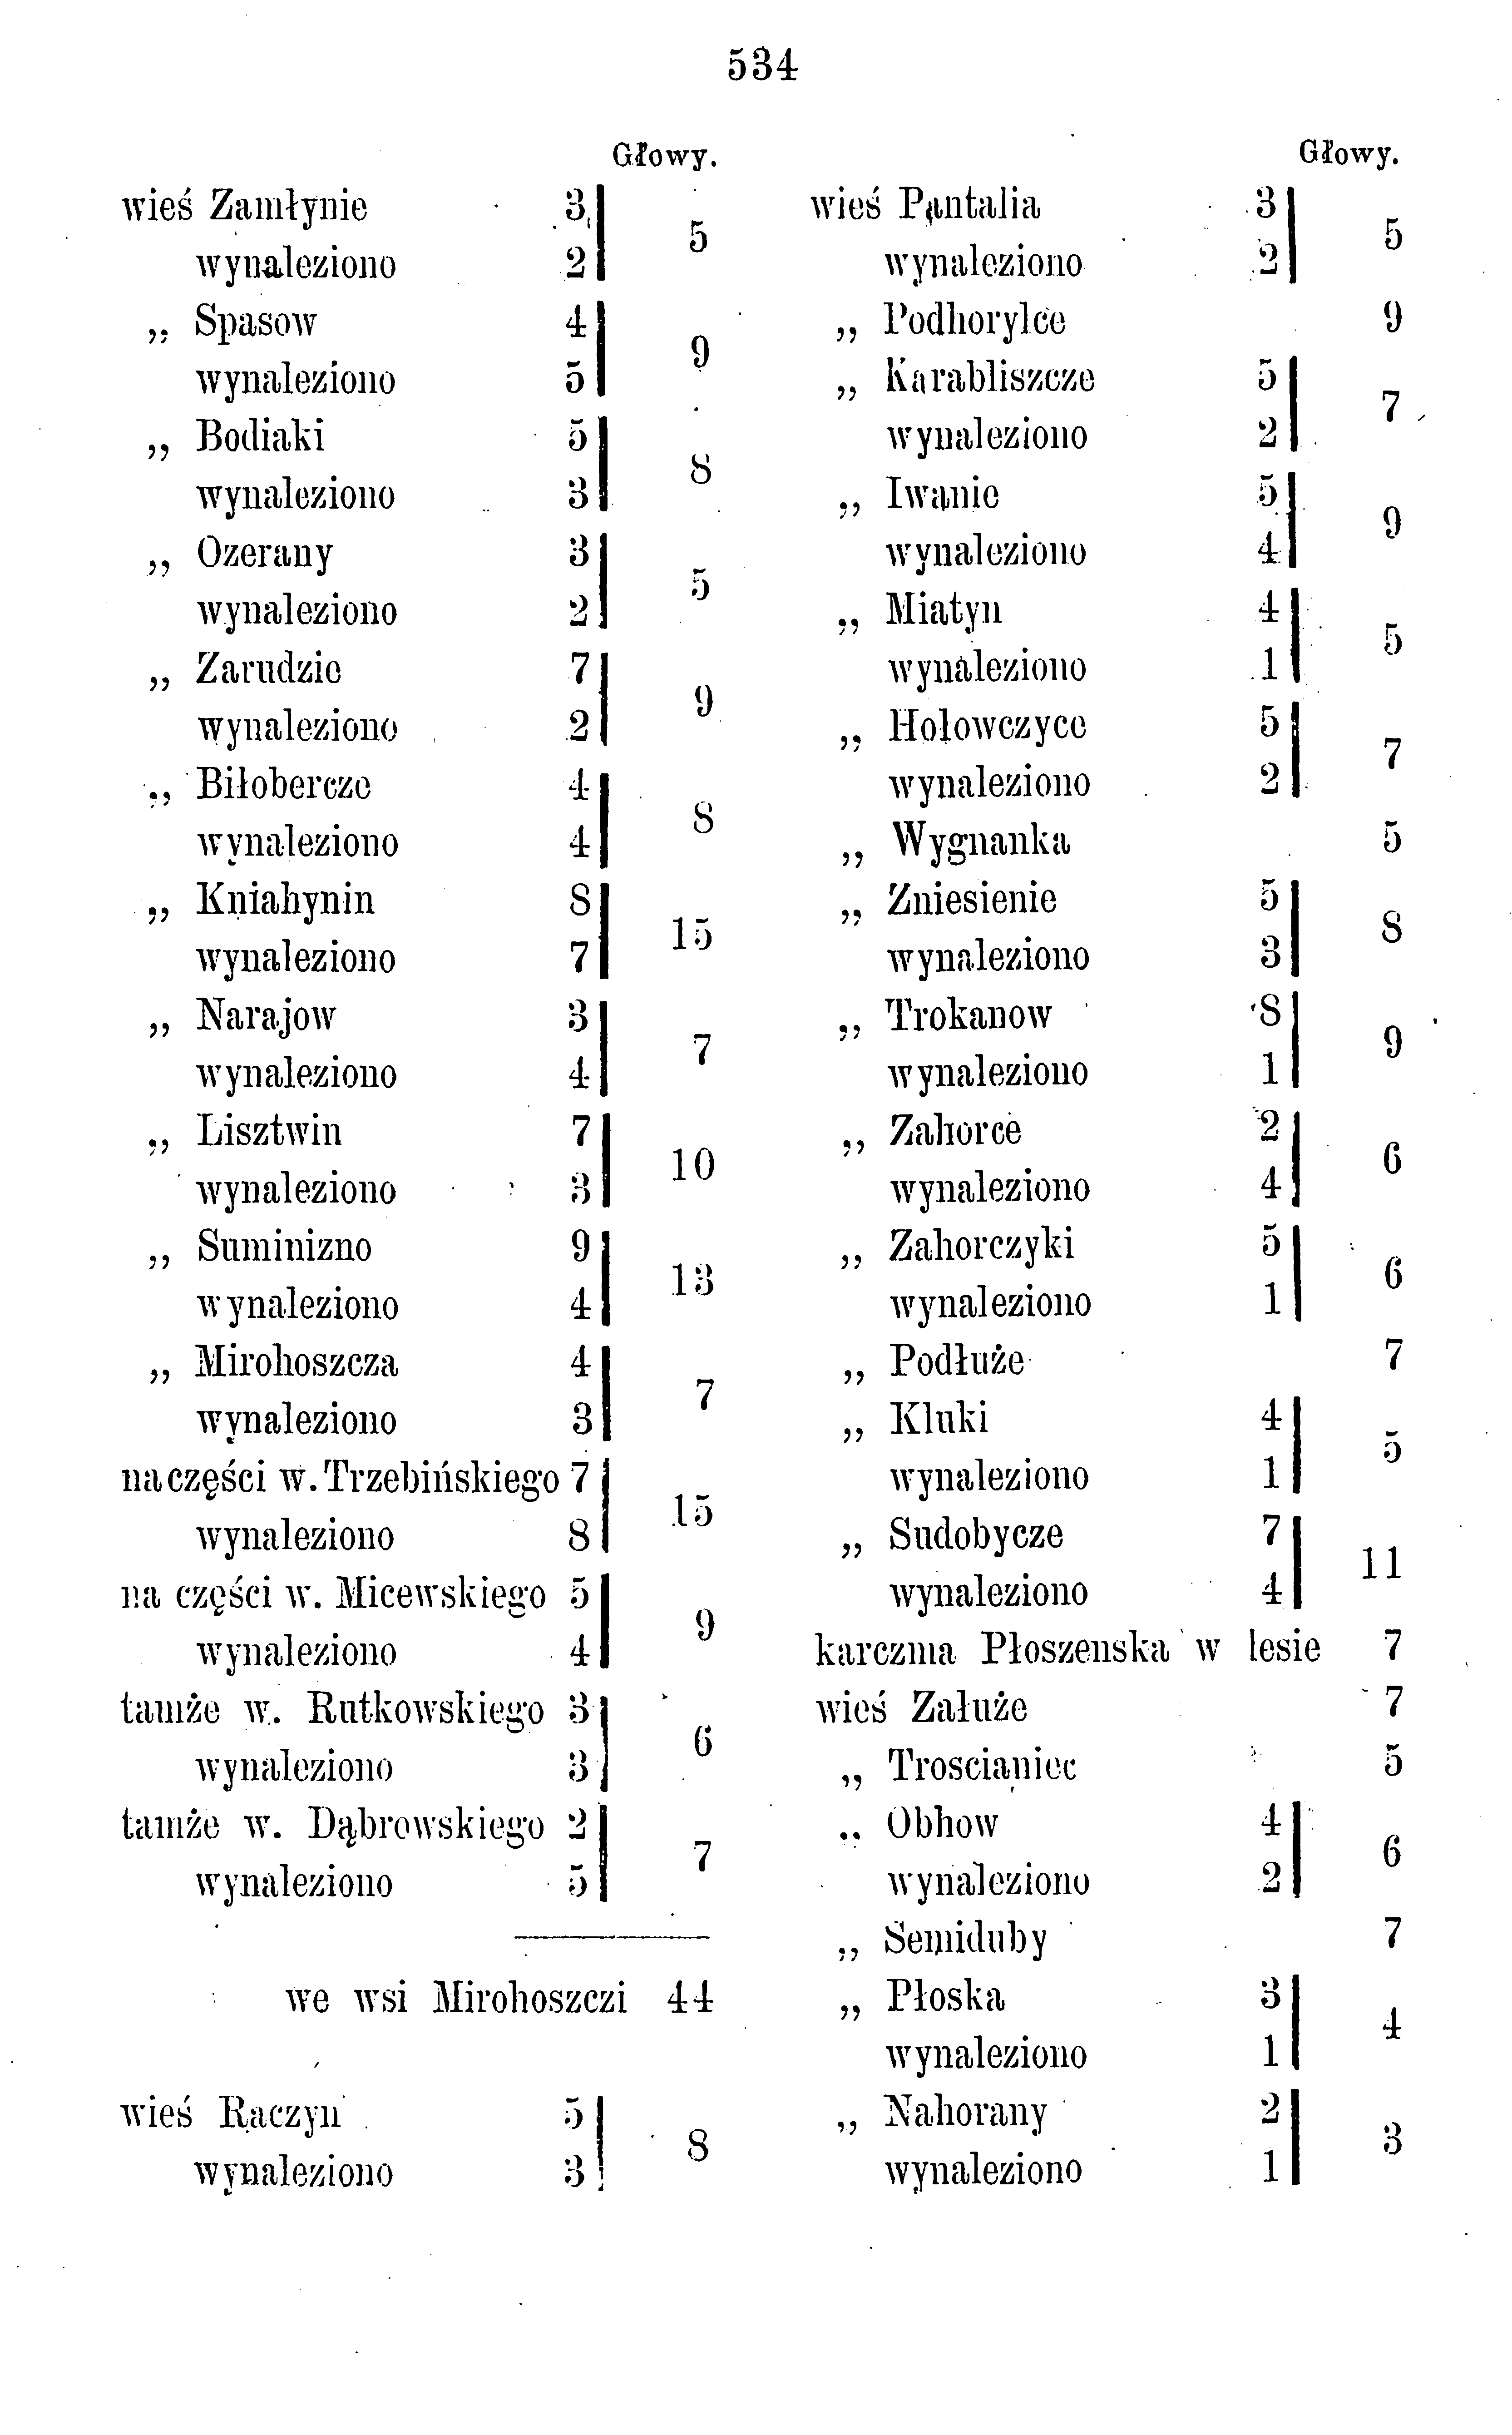 534
Głowy.
wieś Zamłynie 3
5
wynaleziono 2
„ Spasow 4
9
wynaleziono 5
„ Bodiaki 5
8
wynaleziono 3
„ Ozerany 3
5
wynaleziono 2
„ Zarudzie 7
9
wynaleziono 2
„ Biłobercze 4
8
wynaleziono 4
„ Kniahynin 8
15
wynaleziono 7
„ Narajow 3
7
wynaleziono 4
„ Lisztwin 7
10
wynaleziono 3
„ Suminizno 9
13
wynaleziono 4
„ Mirohoszcza 4
7
wynaleziono 3
na części w. Trzebińskiego 7
15
wynaleziono 8
na części w. Micewskiego 5
9
wynaleziono 4
tamże w. Rutkowskiego 3
6
wynaleziono 3
tamże w. Dąbrowskiego 2
7
wynaleziono 5
we wsi Mirohoszczi 44
wieś Raczyn 5
8
wynaleziono 3
Głowy.
wieś Pantalia 3
5
wynaleziono 2
„ Podhorylce 9
„ Karabliszcze 5
7
wynaleziono 2
„ Iwanie 5
9
wynaleziono 4
„ Miatyn 4
5
wynaleziono 1
„ Hołowczyce 5
7
wynaleziono 2
„ Wygnanka 5
„ Zniesienie 5
8
wynaleziono 3
„ Trokanow 8
9
wynaleziono 1
„ Zahorce 2
6
wynaleziono 4
„ Zahorczyki 5
6
wynaleziono 1
„ Podłuże 7
„ Kluki 4
5
wynaleziono 1
„ Sudobycze 7
11
wynaleziono 4
karczma Płoszenska w lesie 7
wieś Załuże 7
„ Troscianiec 5
„ Obhow 4
6
wynaleziono 2
„ Semiduby 7
„ Płoska 3
4
wynaleziono 1
„ Nahorany 2
3
wynaleziono 1